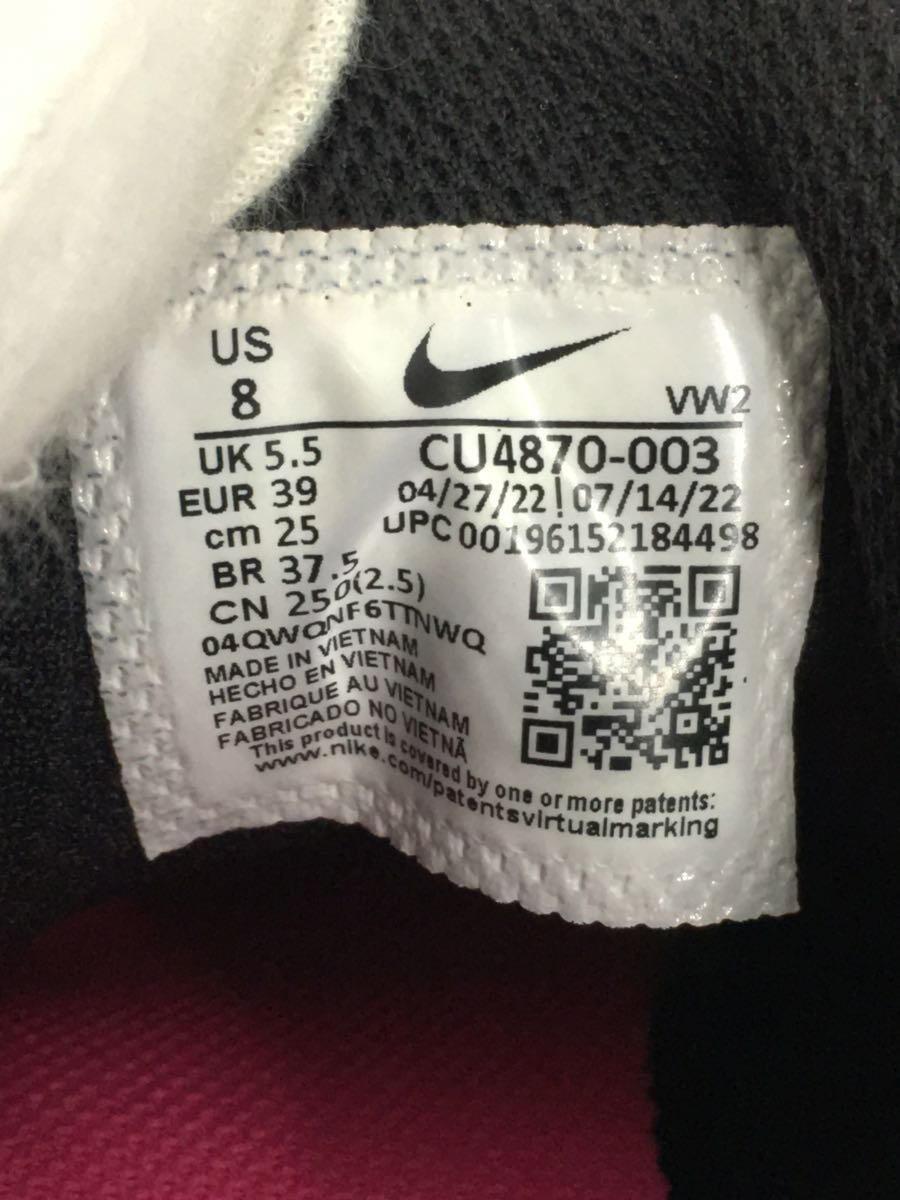 US
8
VW2
UK 5.5
CU4870-003
EUR 39
04/27/22 | 07/14/22
cm 25
UPC 00196152184498
BR 37.5
CN 250(2.5)
04QWQNF6TTNWQ
MADE IN VIETNAM
HECHO EN VIETNAM
FABRIQUE AU VIETNAM
FABRICADO NO VIETNÃ
This product is covered by one or more patents:
www.nike.com/patentsvirtualmarking